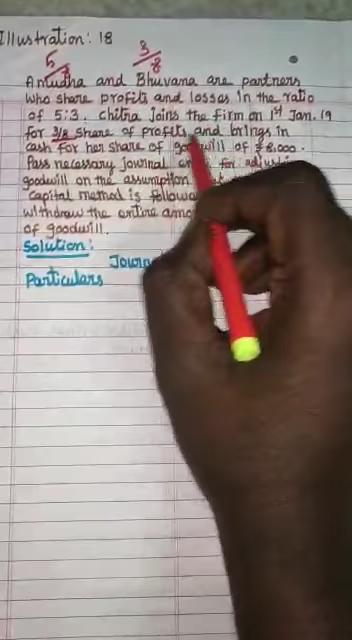 Illustration: 18
5/8 3/8
Anudha and Bhuvana are partners
who share profits and losses in the ratio
of 5:3. chitra Joins the firm on 1st Jan. 19
for 3/8 share of profits and brings in
cash for her share of goodwill of ₹ 8,000.
Pass necessary journal for
goodwill on the assumption
capital method is
withdraw the entire
of goodwill.
Solution:
Particulars